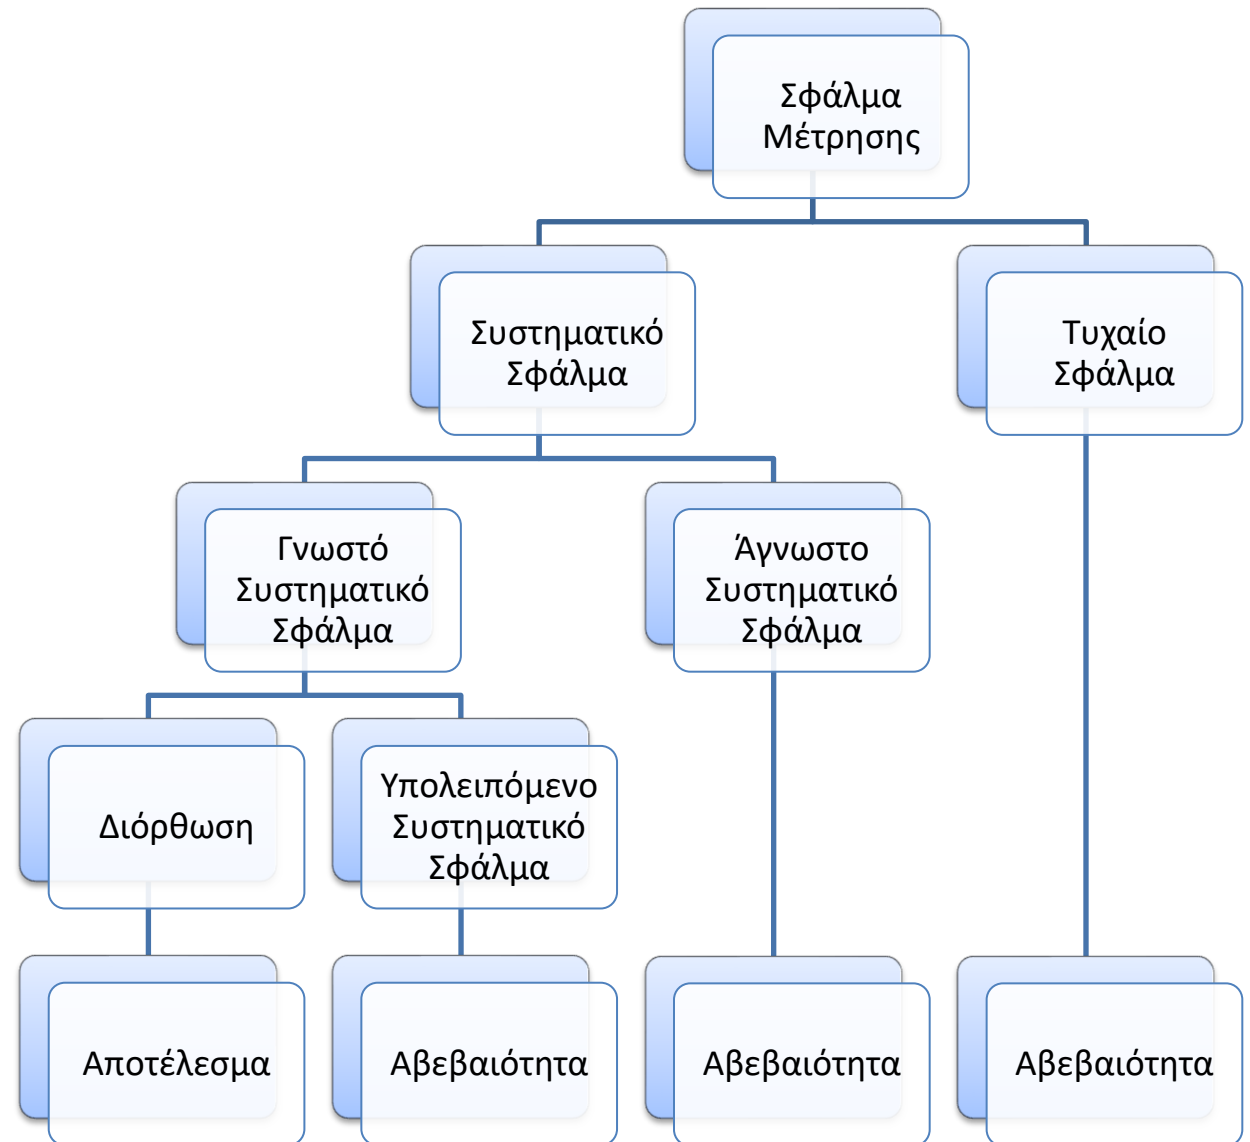 Σφάλμα
Μέτρησης
Συστηματικό
Σφάλμα
Τυχαίο
Σφάλμα
Γνωστό
Συστηματικό
Σφάλμα
Άγνωστο
Συστηματικό
Σφάλμα
Διόρθωση
Υπολειπόμενο
Συστηματικό
Σφάλμα
Αποτέλεσμα
Αβεβαιότητα
Αβεβαιότητα
Αβεβαιότητα